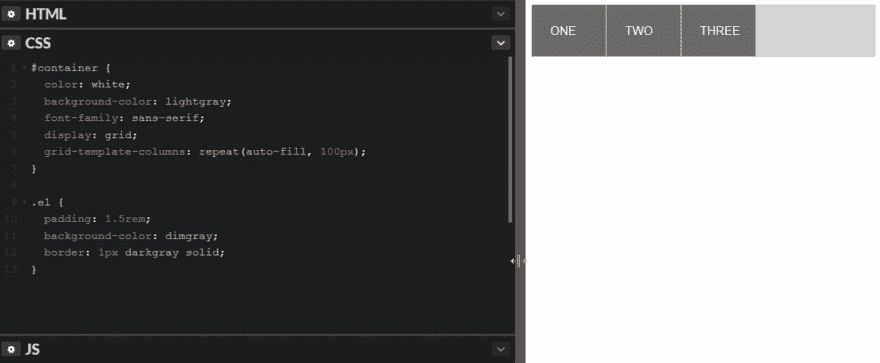 HTML
CSS
1 #container {
2 color: white;
3 background-color: lightgray;
4 font-family: sans-serif;
5 display: grid;
6 grid-template-columns: repeat(auto-fill, 100px);
7 }
8
9 .el {
10 padding: 1.5rem;
11 background-color: dimgray;
12 border: 1px darkgray solid;
13 }
JS
ONE TWO THREE